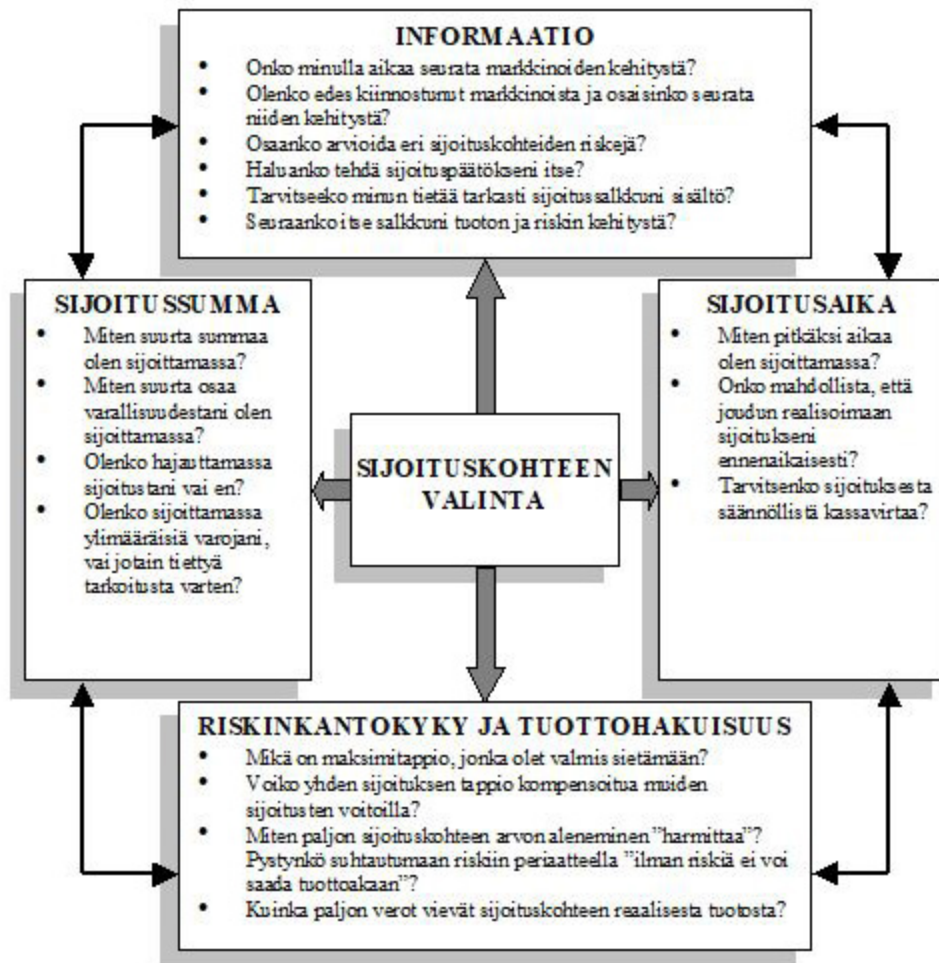 INFORMAATIO
• Onko minulla aikaa seurata markkinoiden kehitystä?
• Olenko edes kiinnostunut markkinoista ja osaisinko seurata
niiden kehitystä?
• Osaanko arvioida eri sijoituskohteiden riskejä?
• Haluanko tehdä sijoituspäätökseni itse?
• Tarvitseeko minun tietää tarkasti sijoitussalkkuni sisältö?
• Seuraanko itse salkkuni tuoton ja riskin kehitystä?
SIJOITUSSUMMA
• Miten suurta summaa
olen sijoittamassa?
• Miten suurta osaa
varallisuudestani olen
sijoittamassa?
• Olenko hajauttamassa
sijoitustani vai en?
• Olenko sijoittamassa
ylimääräisiä varojani,
vai jotain tiettyä
tarkoitusta varten?
SIJOITUSKOHTEEN
VALINTA
SIJOITUSAIKA
• Miten pitkäksi aikaa
olen sijoittamassa?
• Onko mahdollista, että
joudun realisoimaan
sijoitukseni
ennenaikaisesti?
• Tarvitsenko sijoituksesta
säännöllistä kassavirtaa?
RISKINKANTOKYKY JA TUOTTOHAKUISUUS
• Mikä on maksimitappio, jonka olet valmis sietämään?
• Voiko yhden sijoituksen tappio kompensoitua muiden
sijoitusten voitoilla?
• Miten paljon sijoituskohteen arvon aleneminen ”harmittaa”?
Pystynkö suhtautumaan riskiin periaatteella ”ilman riskiä ei voi
saada tuottoakaan”?
• Kuinka paljon verot vievät sijoituskohteen reaalisesta tuotosta?